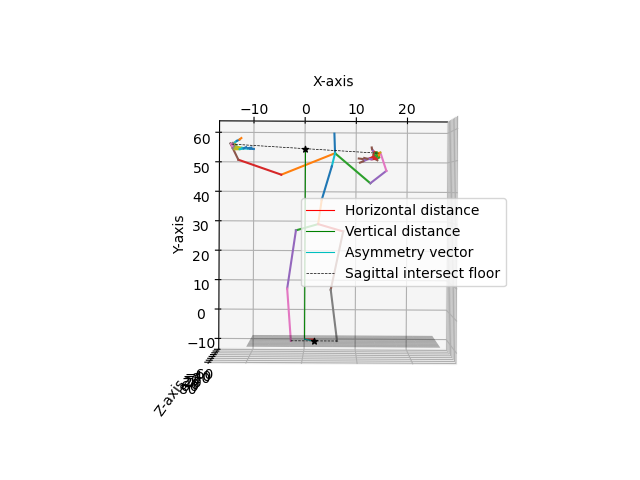 X-axis
−10 0 10 20
60
50
40
30
20
10
0
−10
Y-axis
Horizontal distance
Vertical distance
Asymmetry vector
Sagittal intersect floor
Z-axis